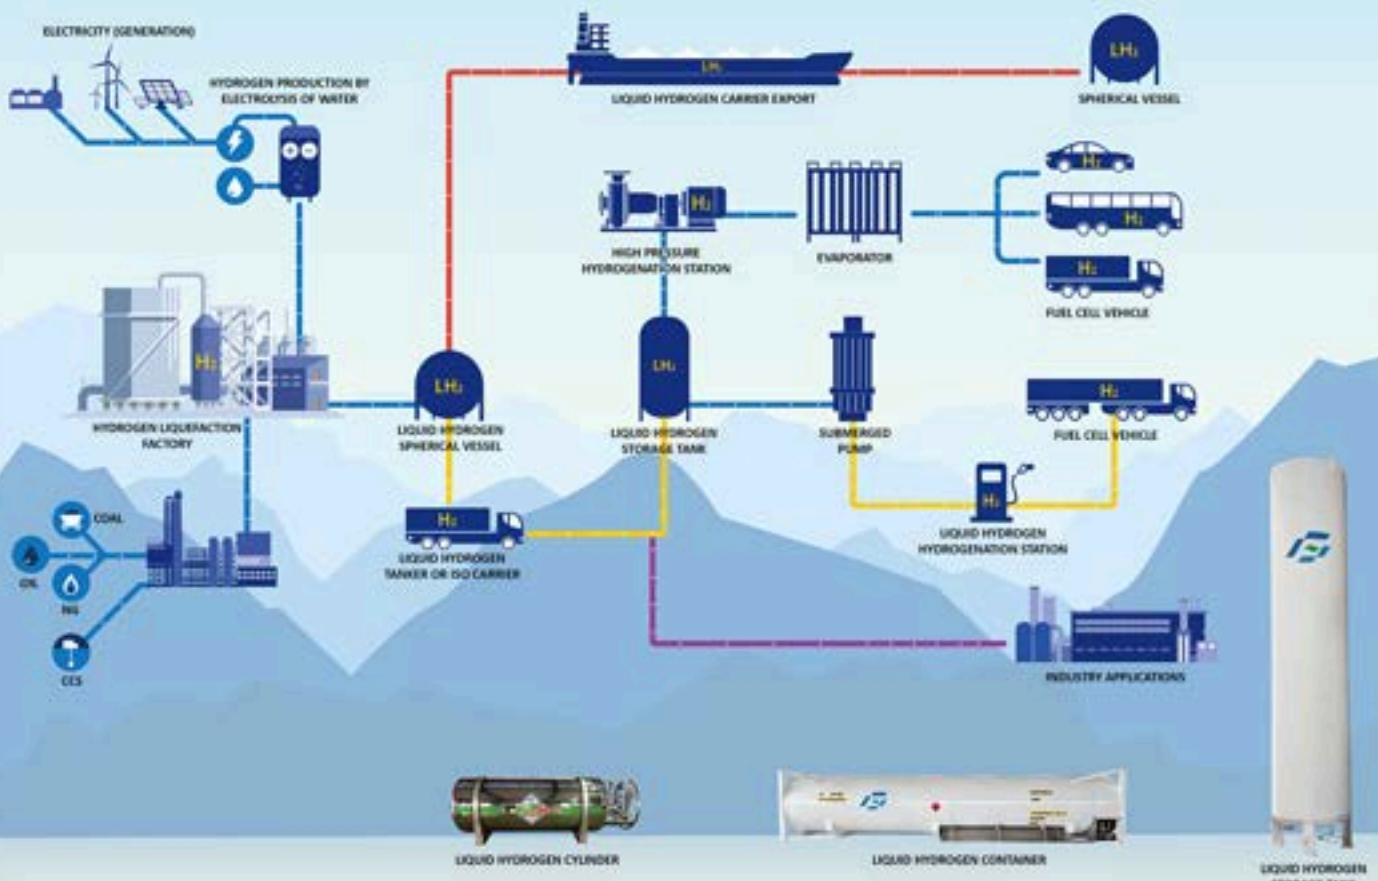 ELECTRICITY (GENERATION)
HYDROGEN PRODUCTION BY
ELECTROLYSIS OF WATER
LH₂
LIQUID HYDROGEN CARRIER EXPORT
LH₂
SPHERICAL VESSEL
H₂
HIGH PRESSURE
HYDROGENATION STATION
EVAPORATOR
H₂
H₂
H₂
FUEL CELL VEHICLE
H₂
HYDROGEN LIQUEFACTION
FACTORY
LH₂
LIQUID HYDROGEN
SPHERICAL VESSEL
LH₂
LIQUID HYDROGEN
STORAGE TANK
SUBMERGED
PUMP
H₂
FUEL CELL VEHICLE
COAL
OIL
NG
CCS
H₂
LIQUID HYDROGEN
TANKER OR ISO CARRIER
H₂
LIQUID HYDROGEN
HYDROGENATION STATION
INDUSTRY APPLICATIONS
LIQUID HYDROGEN CYLINDER
LIQUID HYDROGEN CONTAINER
LIQUID HYDROGEN